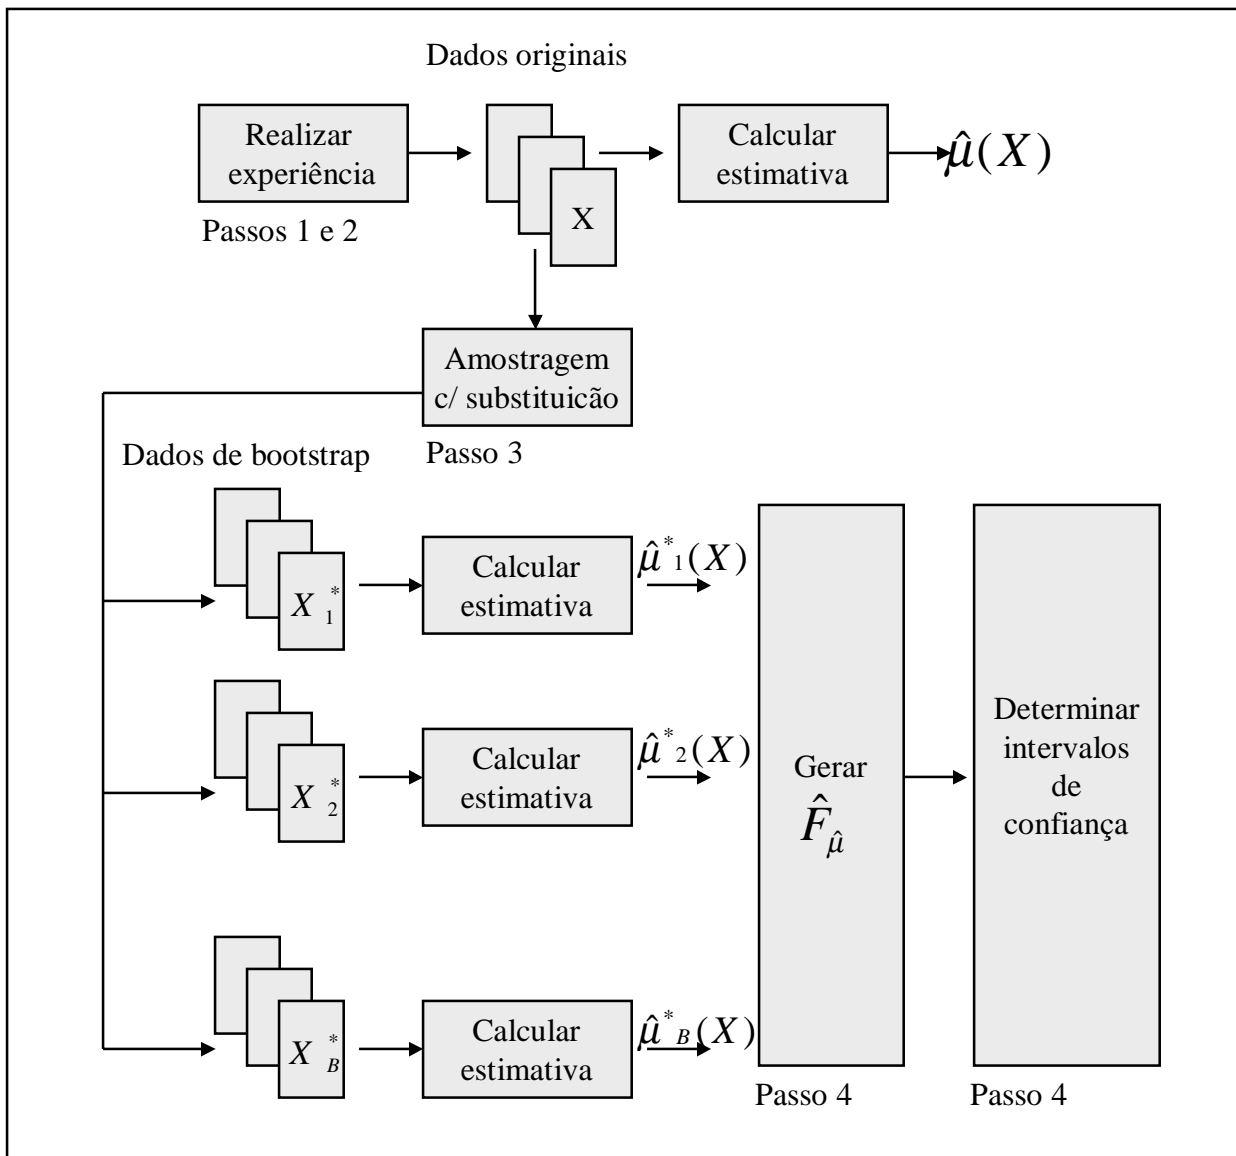 Dados originais
Realizar
experiência
Calcular
estimativa
μ̂(X)
X
Passos 1 e 2
Amostragem
c/ substituicão
Passo 3
Dados de bootstrap
X*1
Calcular
estimativa
μ̂*1(X)
X*2
Calcular
estimativa
μ̂*2(X)
X*B
Calcular
estimativa
μ̂*B(X)
Gerar
F̂μ̂
Passo 4
Determinar
intervalos
de
confiança
Passo 4